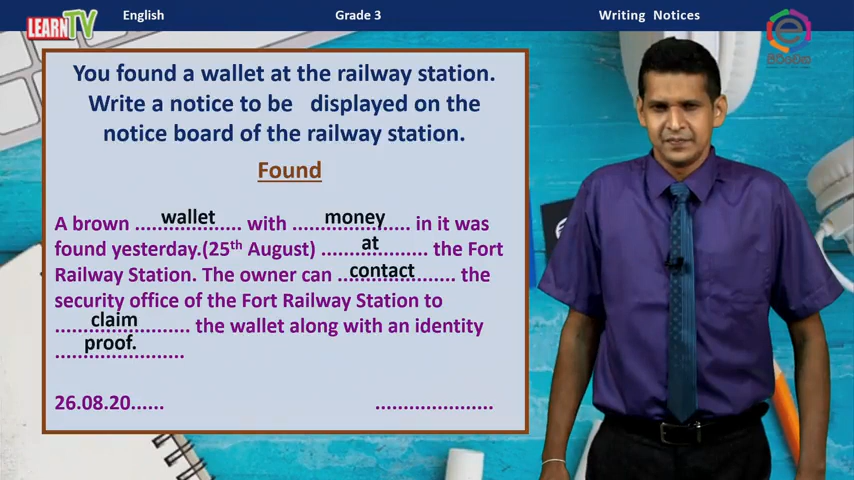 LEARN TV
English
Grade 3
Writing Notices
e
You found a wallet at the railway station.
Write a notice to be displayed on the
notice board of the railway station.
Found
A brown ......wallet...... with ......money...... in it was
found yesterday.(25th August) ......at...... the Fort
Railway Station. The owner can ......contact...... the
security office of the Fort Railway Station to
......claim...... the wallet along with an identity
......proof.......
26.08.20......
.....................